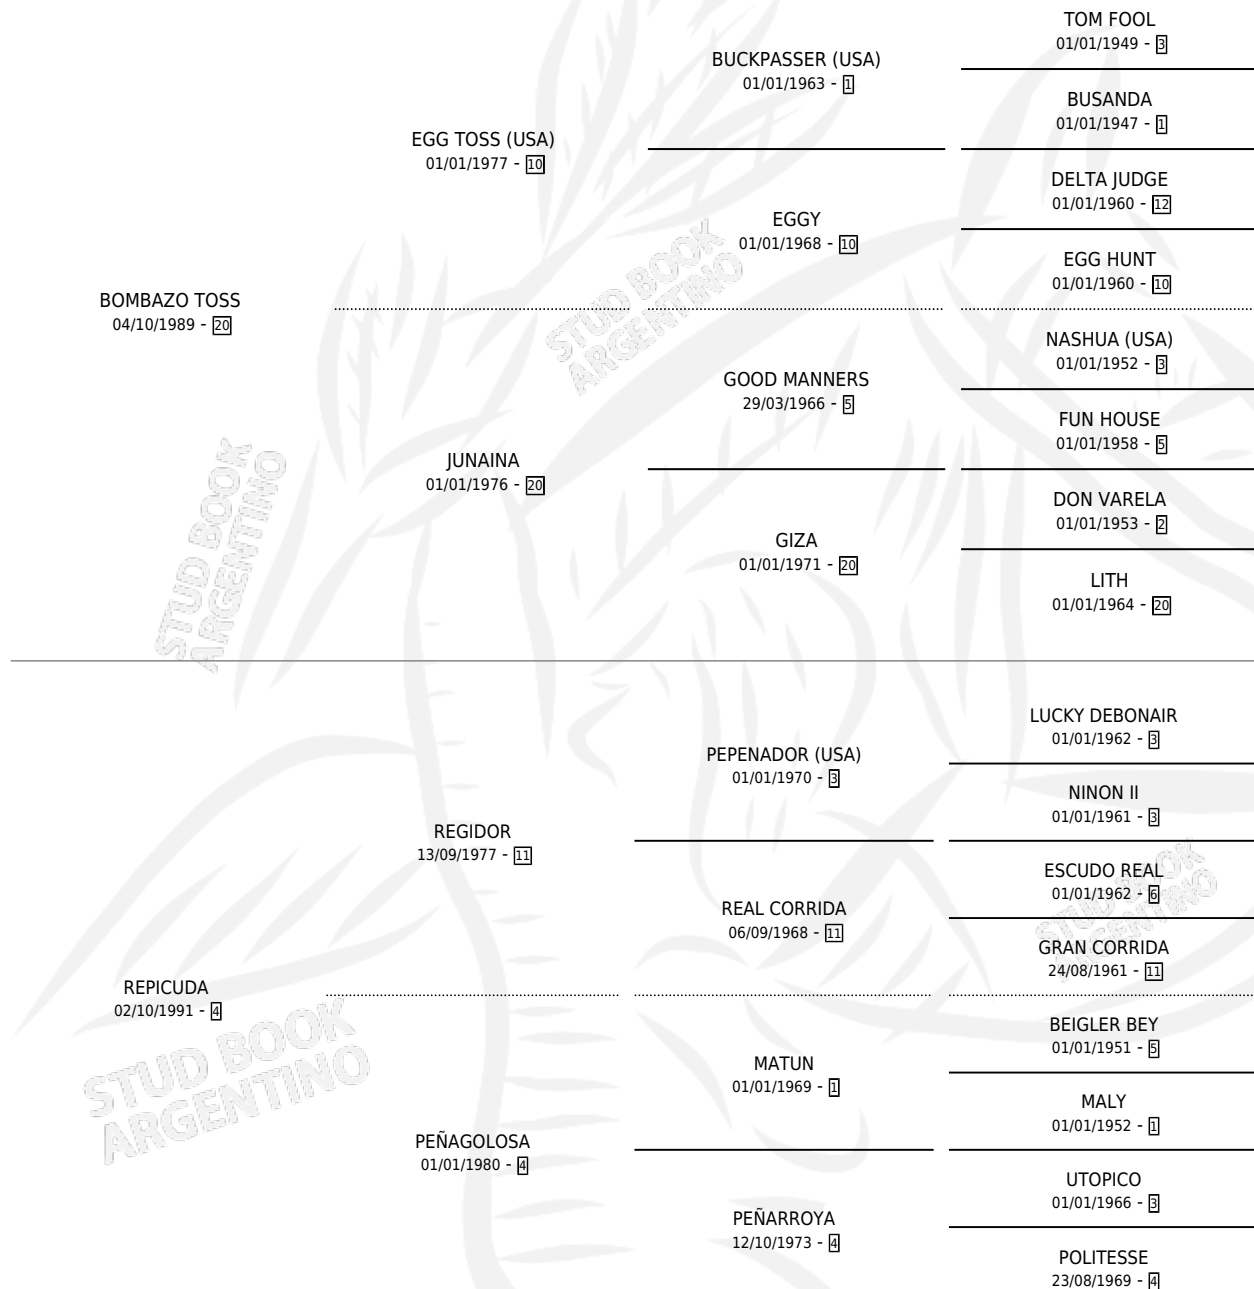 TOM FOOL
01/01/1949 - 3
BUCKPASSER (USA)
01/01/1963 - 1
BUSANDA
01/01/1947 - 1
EGG TOSS (USA)
01/01/1977 - 10
DELTA JUDGE
01/01/1960 - 12
EGGY
01/01/1968 - 10
EGG HUNT
01/01/1960 - 10
BOMBAZO TOSS
04/10/1989 - 20
STUD BOOK
ARGENTINO
NASHUA (USA)
01/01/1952 - 3
GOOD MANNERS
29/03/1966 - 5
FUN HOUSE
01/01/1958 - 5
JUNAINA
01/01/1976 - 20
DON VARELA
01/01/1953 - 2
GIZA
01/01/1971 - 20
LITH
01/01/1964 - 20
STUD BOOK
ARGENTINO
LUCKY DEBONAIR
01/01/1962 - 3
PEPENADOR (USA)
01/01/1970 - 3
NINON II
01/01/1961 - 3
REGIDOR
13/09/1977 - 11
ESCUDO REAL
01/01/1962 - 6
REAL CORRIDA
06/09/1968 - 11
GRAN CORRIDA
24/08/1961 - 11
STUD BOOK
ARGENTINO
REPICUDA
02/10/1991 - 4
BEIGLER BEY
01/01/1951 - 5
MATUN
01/01/1969 - 1
MALY
01/01/1952 - 1
STUD BOOK
ARGENTINO
PEÑAGOLOSA
01/01/1980 - 4
UTOPICO
01/01/1966 - 3
PEÑARROYA
12/10/1973 - 4
POLITESSE
23/08/1969 - 4